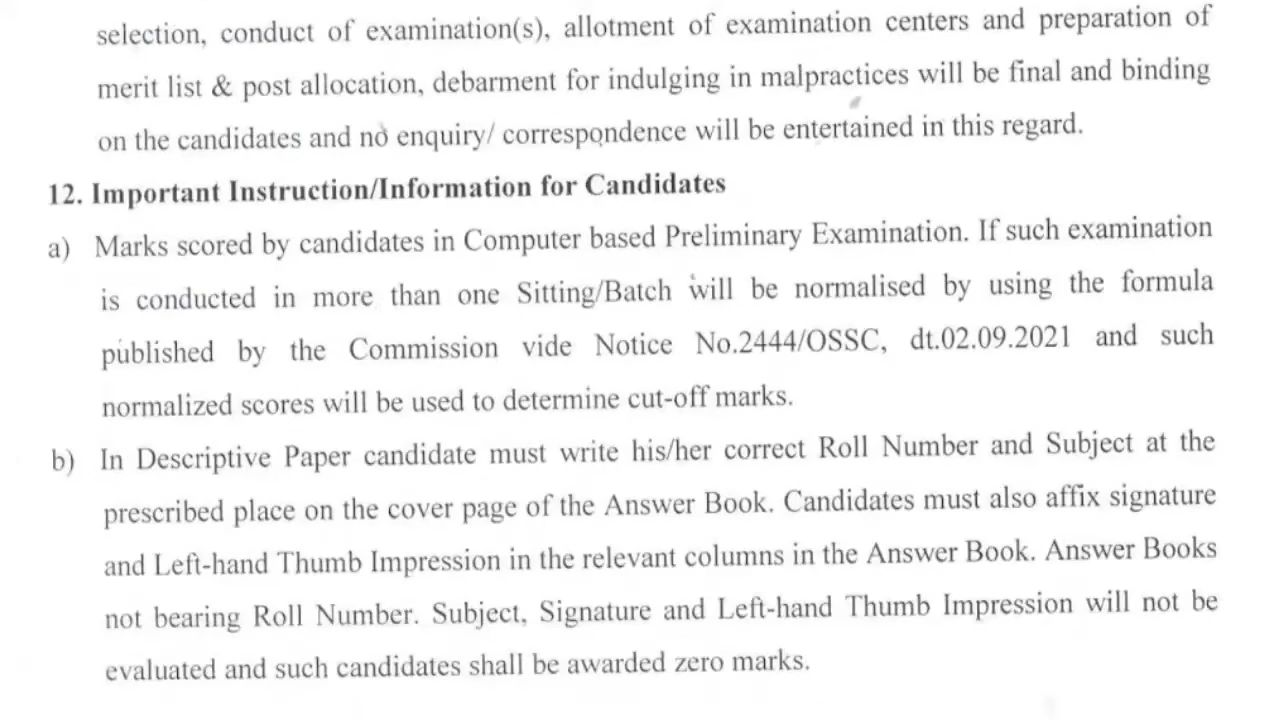 selection, conduct of examination(s), allotment of examination centers and preparation of
merit list & post allocation, debarment for indulging in malpractices will be final and binding
on the candidates and no enquiry/ correspondence will be entertained in this regard.
12. Important Instruction/Information for Candidates
a) Marks scored by candidates in Computer based Preliminary Examination. If such examination
is conducted in more than one Sitting/Batch will be normalised by using the formula
published by the Commission vide Notice No.2444/OSSC, dt.02.09.2021 and such
normalized scores will be used to determine cut-off marks.
b) In Descriptive Paper candidate must write his/her correct Roll Number and Subject at the
prescribed place on the cover page of the Answer Book. Candidates must also affix signature
and Left-hand Thumb Impression in the relevant columns in the Answer Book. Answer Books
not bearing Roll Number. Subject, Signature and Left-hand Thumb Impression will not be
evaluated and such candidates shall be awarded zero marks.